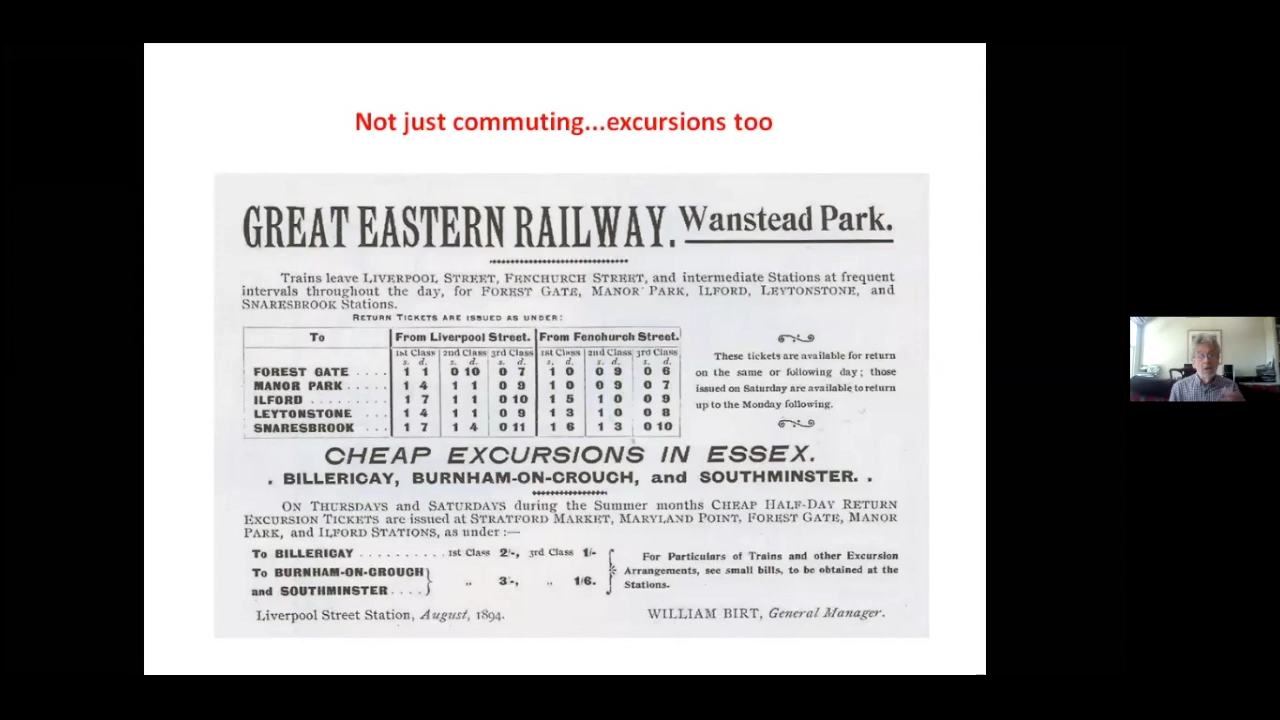 Not just commuting...excursions too
GREAT EASTERN RAILWAY. Wanstead Park.
Trains leave LIVERPOOL STREET, FENCHURCH STREET, and intermediate Stations at frequent
intervals throughout the day, for FOREST GATE, MANOR PARK, ILFORD, LEYTONSTONE, and
SNARESBROOK Stations.
RETURN TICKETS ARE ISSUED AS UNDER:
To From Liverpool Street. From Fenchurch Street.
1st Class 2nd Class 3rd Class 1st Class 2nd Class 3rd Class
s. d. s. d. s. d. s. d. s. d. s. d.
FOREST GATE .... 1 1 0 10 0 7 1 0 0 9 0 6
MANOR PARK ..... 1 4 1 1 0 9 1 0 0 9 0 7
ILFORD ........ 1 7 1 1 0 10 1 5 1 0 0 9
LEYTONSTONE ... 1 4 1 1 0 9 1 3 1 0 0 8
SNARESBROOK ... 1 7 1 4 0 11 1 6 1 3 0 10
These tickets are available for return
on the same or following day; those
issued on Saturday are available to return
up to the Monday following.
CHEAP EXCURSIONS IN ESSEX.
. BILLERICAY, BURNHAM-ON-CROUCH, and SOUTHMINSTER. .
ON THURSDAYS and SATURDAYS during the Summer months CHEAP HALF-DAY RETURN
EXCURSION TICKETS are issued at STRATFORD MARKET, MARYLAND POINT, FOREST GATE, MANOR
PARK, and ILFORD STATIONS, as under :—
To BILLERICAY .......... 1st Class 2/-, 3rd Class 1/-
To BURNHAM-ON-CROUCH
and SOUTHMINSTER .... „ 3/-, „ 1/6.
For Particulars of Trains and other Excursion
Arrangements, see small bills, to be obtained at the
Stations.
Liverpool Street Station, August, 1894. WILLIAM BIRT, General Manager.